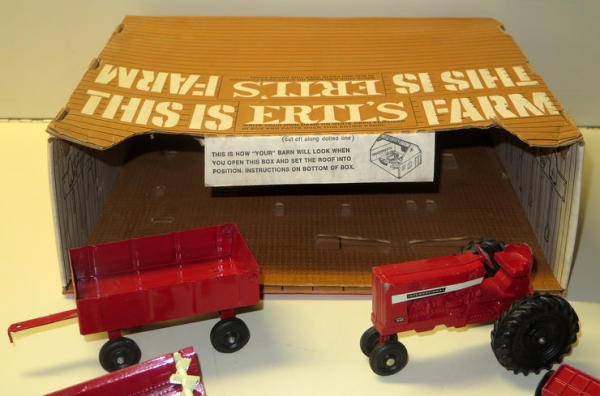 THIS IS ERTL'S FARM
THIS IS ERTL'S FARM
(Cut off along dotted line)
THIS IS HOW "YOUR" BARN WILL LOOK WHEN
YOU OPEN THIS BOX AND SET THE ROOF INTO
POSITION. INSTRUCTIONS ON BOTTOM OF BOX.
INTERNATIONAL